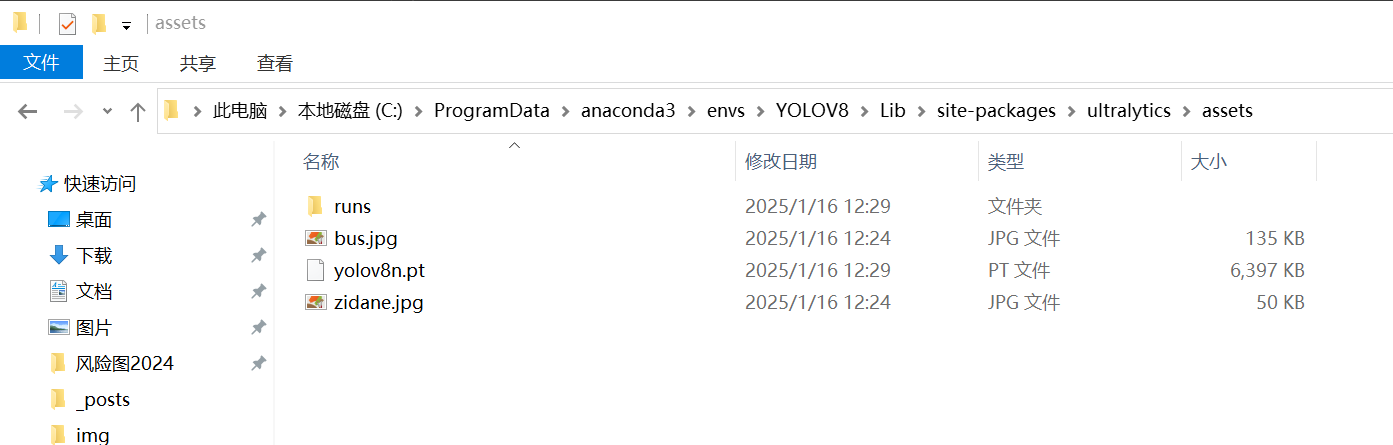 assets
文件 主页 共享 查看
此电脑 本地磁盘 (C:) ProgramData anaconda3 envs YOLOV8 Lib site-packages ultralytics assets
名称 修改日期 类型 大小
快速访问
桌面
下载
文档
图片
风险图2024
_posts
img
runs 2025/1/16 12:29 文件夹
bus.jpg 2025/1/16 12:24 JPG 文件 135 KB
yolov8n.pt 2025/1/16 12:29 PT 文件 6,397 KB
zidane.jpg 2025/1/16 12:24 JPG 文件 50 KB